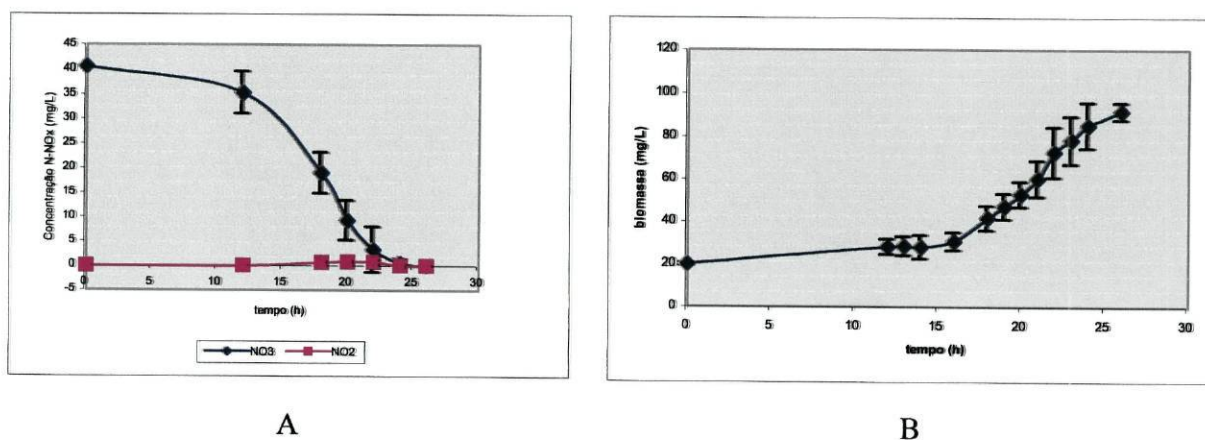 Concentração N-NOx (mg/L)
45
40
35
30
25
20
15
10
5
0
-5
0 5 10 15 20 25 30
tempo (h)
NO3 NO2
A
biomassa (mg/L)
120
100
80
60
40
20
0
0 5 10 15 20 25 30
tempo (h)
B